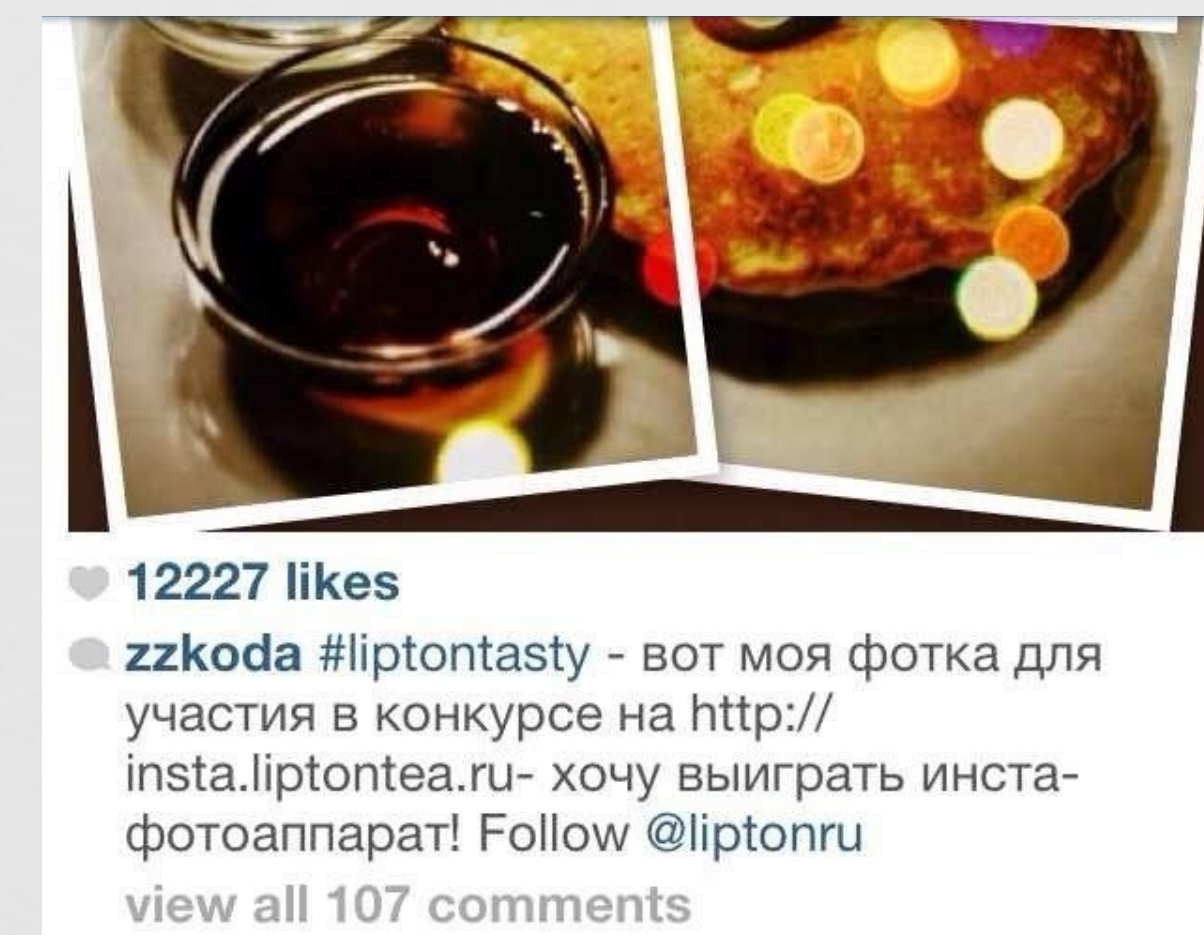 12227 likes
zzkoda #liptontasty - вот моя фотка для
участия в конкурсе на http://
insta.liptontea.ru- хочу выиграть инста-
фотоаппарат! Follow @liptonru
view all 107 comments